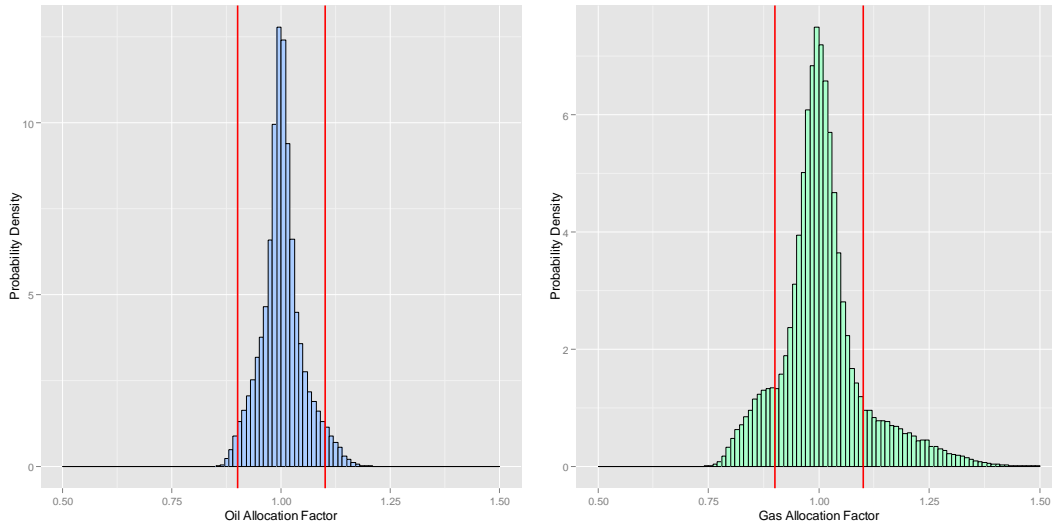 Probability Density
10
5
0
0.50 0.75 1.00 1.25 1.50
Oil Allocation Factor
Probability Density
6
4
2
0
0.50 0.75 1.00 1.25 1.50
Gas Allocation Factor